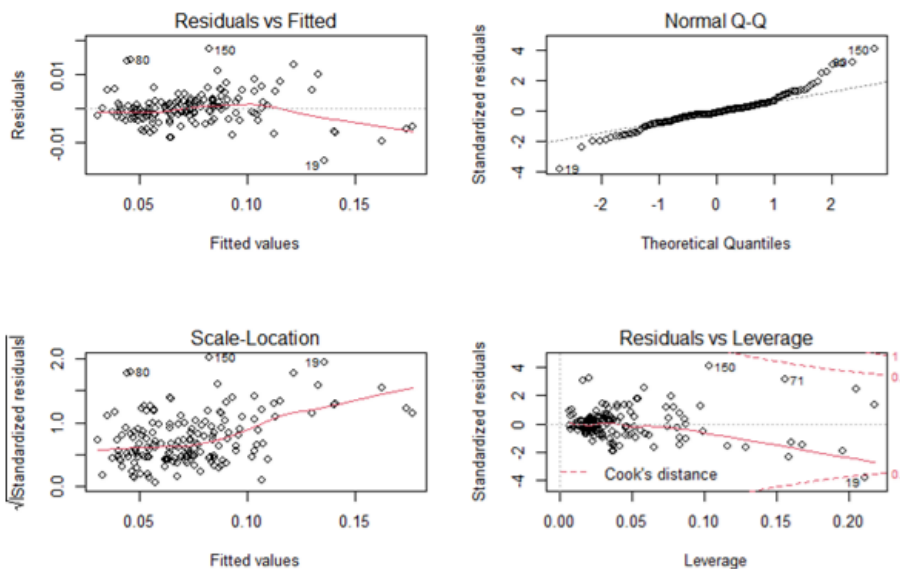 Residuals vs Fitted
Residuals
0.01
-0.01
80
150
19
0.05 0.10 0.15
Fitted values
Normal Q-Q
Standardized residuals
4
2
0
-2
-4
150
19
-2 -1 0 1 2
Theoretical Quantiles
Scale-Location
√|Standardized residuals|
2.0
1.0
0.0
80
150
19
0.05 0.10 0.15
Fitted values
Residuals vs Leverage
Standardized residuals
4
2
0
-2
-4
150
71
19
Cook's distance
0.00 0.05 0.10 0.15 0.20
Leverage